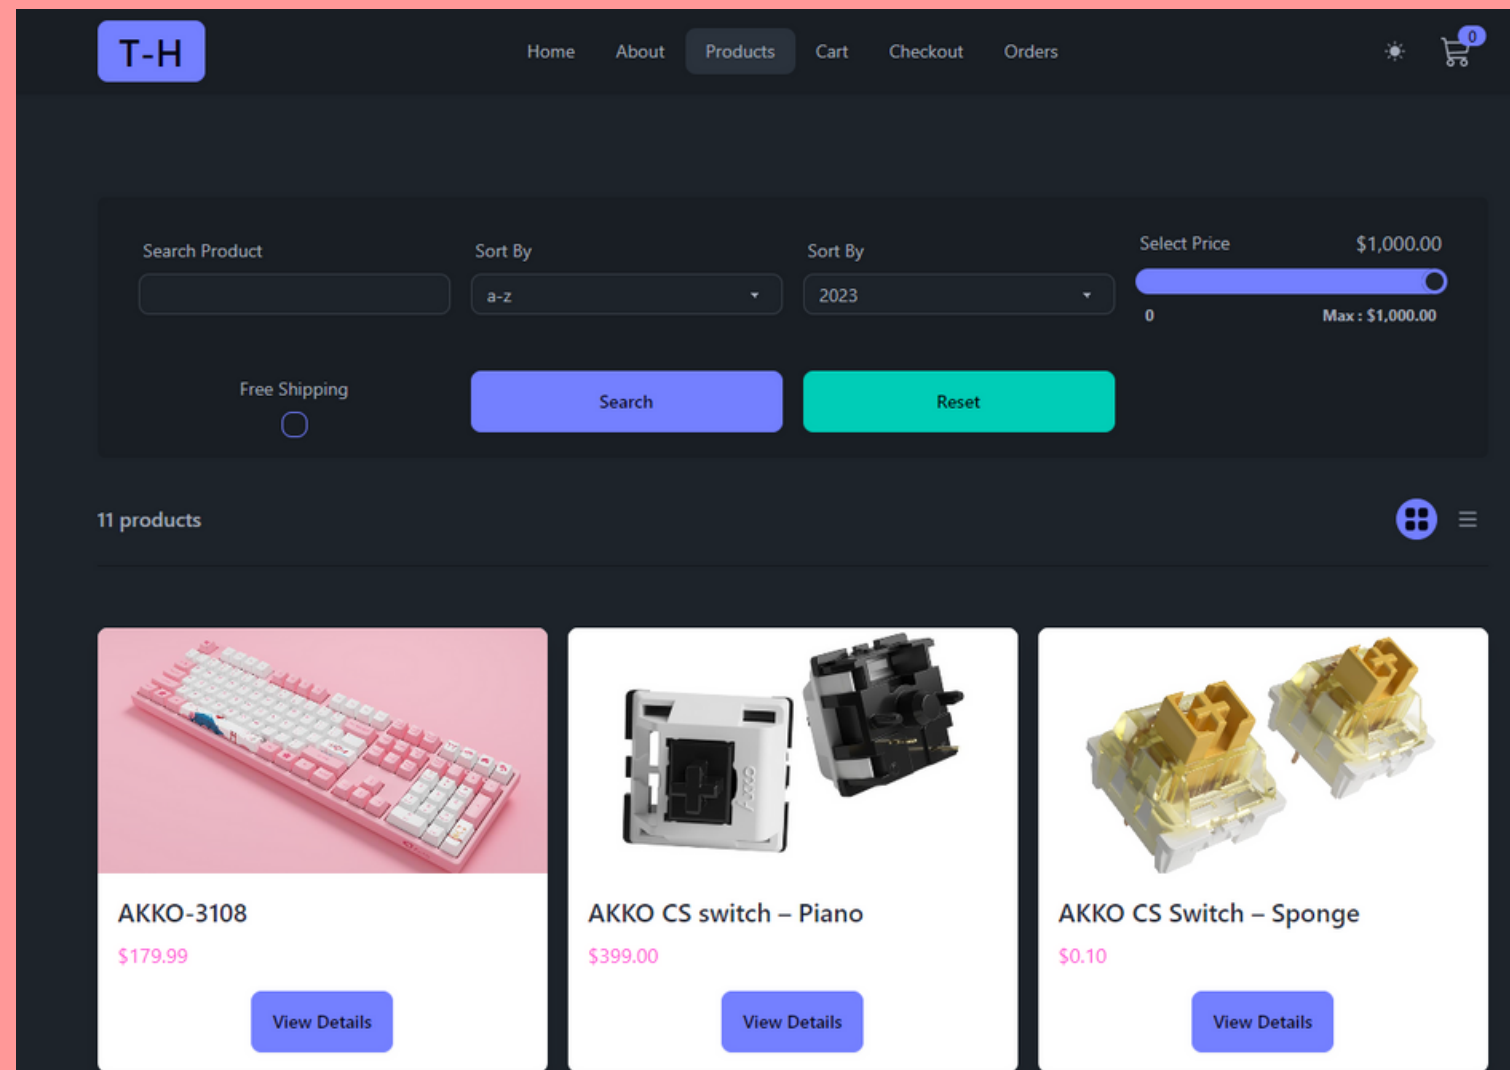 T-H
Home About Products Cart Checkout Orders
0
Search Product
Sort By
Sort By
Select Price $1,000.00
a-z
2023
0 Max : $1,000.00
Free Shipping
Search
Reset
11 products
akko
AKKO-3108
$179.99
View Details
AKKO CS switch – Piano
$399.00
View Details
AKKO CS Switch – Sponge
$0.10
View Details